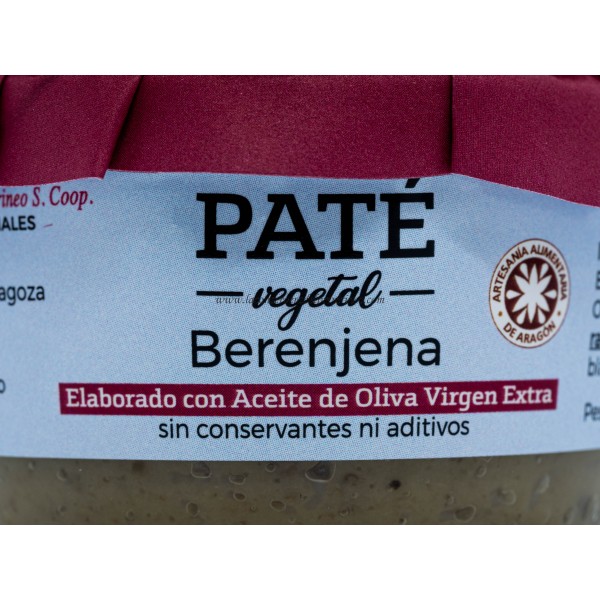 rineo S. Coop.
IALES
agoza
PATÉ
vegetal
Berenjena
Elaborado con Aceite de Oliva Virgen Extra
sin conservantes ni aditivos
ARTESANÍA ALIMENTARIA
DE ARAGÓN